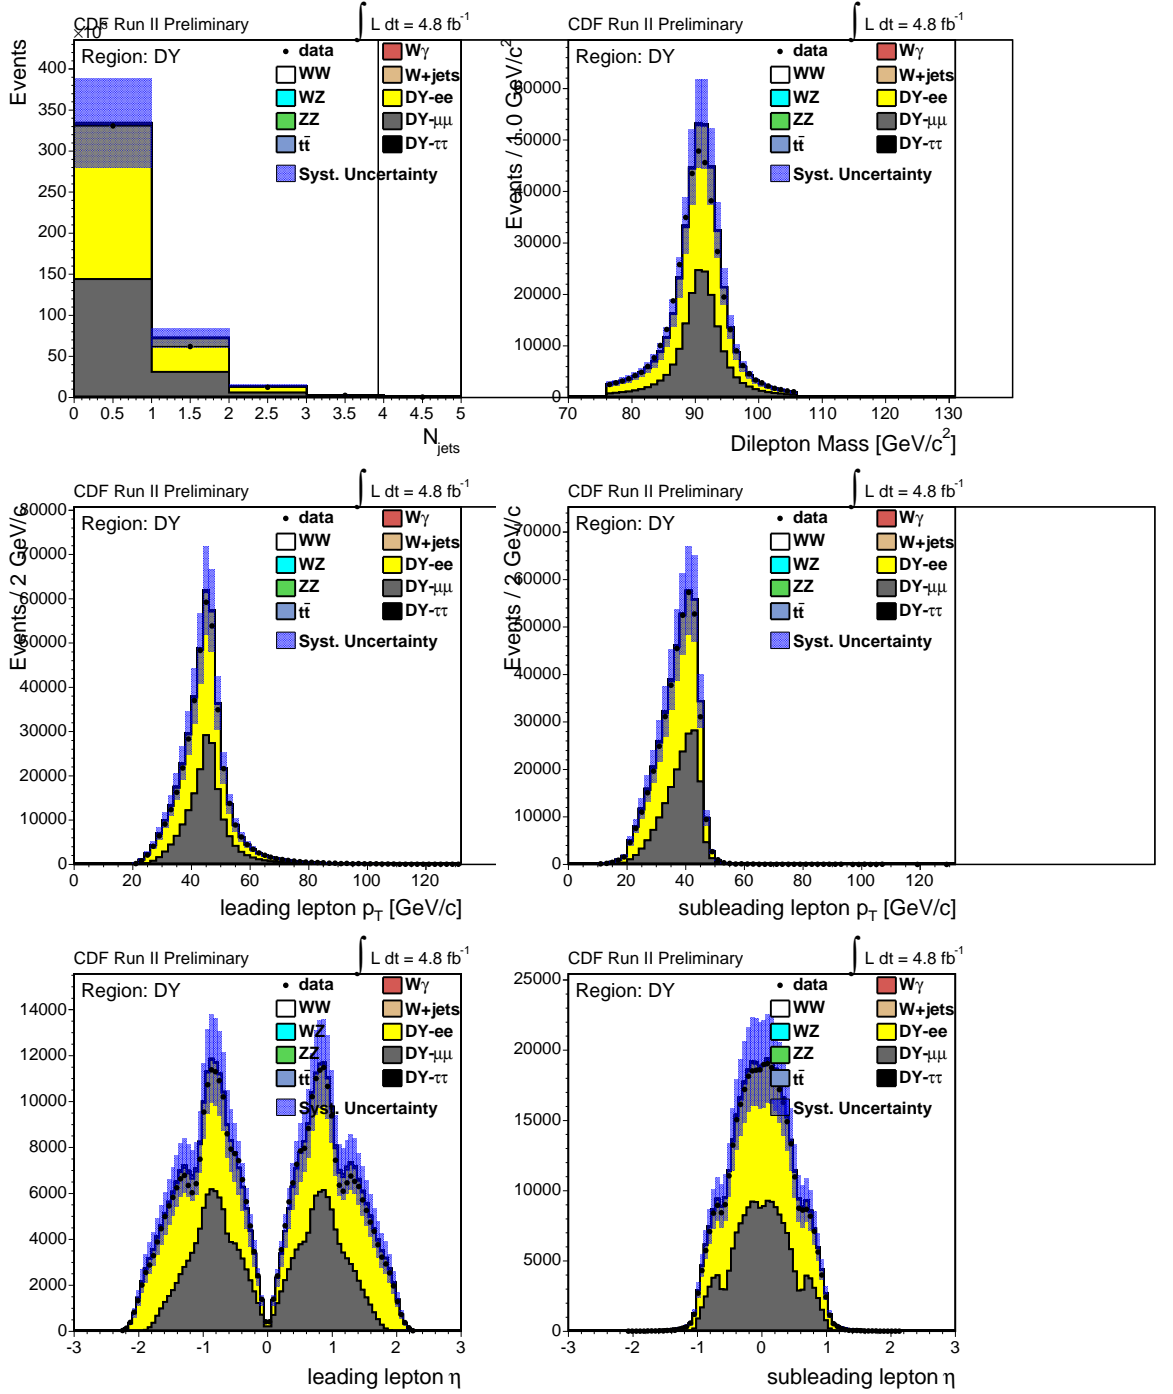 CDF Run II Preliminary
∫ L dt = 4.8 fb⁻¹
×10³
Events
Region: DY
data
WW
WZ
ZZ
tt̄
Syst. Uncertainty
Wγ
W+jets
DY-ee
DY-μμ
DY-ττ
400
350
300
250
200
150
100
50
0
0 0.5 1 1.5 2 2.5 3 3.5 4 4.5 5
N_jets
CDF Run II Preliminary
∫ L dt = 4.8 fb⁻¹
Events / 1.0 GeV/c²
Region: DY
data
WW
WZ
ZZ
tt̄
Syst. Uncertainty
Wγ
W+jets
DY-ee
DY-μμ
DY-ττ
60000
50000
40000
30000
20000
10000
0
70 80 90 100 110 120 130
Dilepton Mass [GeV/c²]
CDF Run II Preliminary
∫ L dt = 4.8 fb⁻¹
Events / 2 GeV/c
Region: DY
data
WW
WZ
ZZ
tt̄
Syst. Uncertainty
Wγ
W+jets
DY-ee
DY-μμ
DY-ττ
80000
70000
60000
50000
40000
30000
20000
10000
0
0 20 40 60 80 100 120
leading lepton p_T [GeV/c]
CDF Run II Preliminary
∫ L dt = 4.8 fb⁻¹
Events / 2 GeV/c
Region: DY
data
WW
WZ
ZZ
tt̄
Syst. Uncertainty
Wγ
W+jets
DY-ee
DY-μμ
DY-ττ
70000
60000
50000
40000
30000
20000
10000
0
0 20 40 60 80 100 120
subleading lepton p_T [GeV/c]
CDF Run II Preliminary
∫ L dt = 4.8 fb⁻¹
Region: DY
data
WW
WZ
ZZ
tt̄
Syst. Uncertainty
Wγ
W+jets
DY-ee
DY-μμ
DY-ττ
14000
12000
10000
8000
6000
4000
2000
0
-3 -2 -1 0 1 2 3
leading lepton η
CDF Run II Preliminary
∫ L dt = 4.8 fb⁻¹
Region: DY
data
WW
WZ
ZZ
tt̄
Syst. Uncertainty
Wγ
W+jets
DY-ee
DY-μμ
DY-ττ
25000
20000
15000
10000
5000
0
-3 -2 -1 0 1 2 3
subleading lepton η